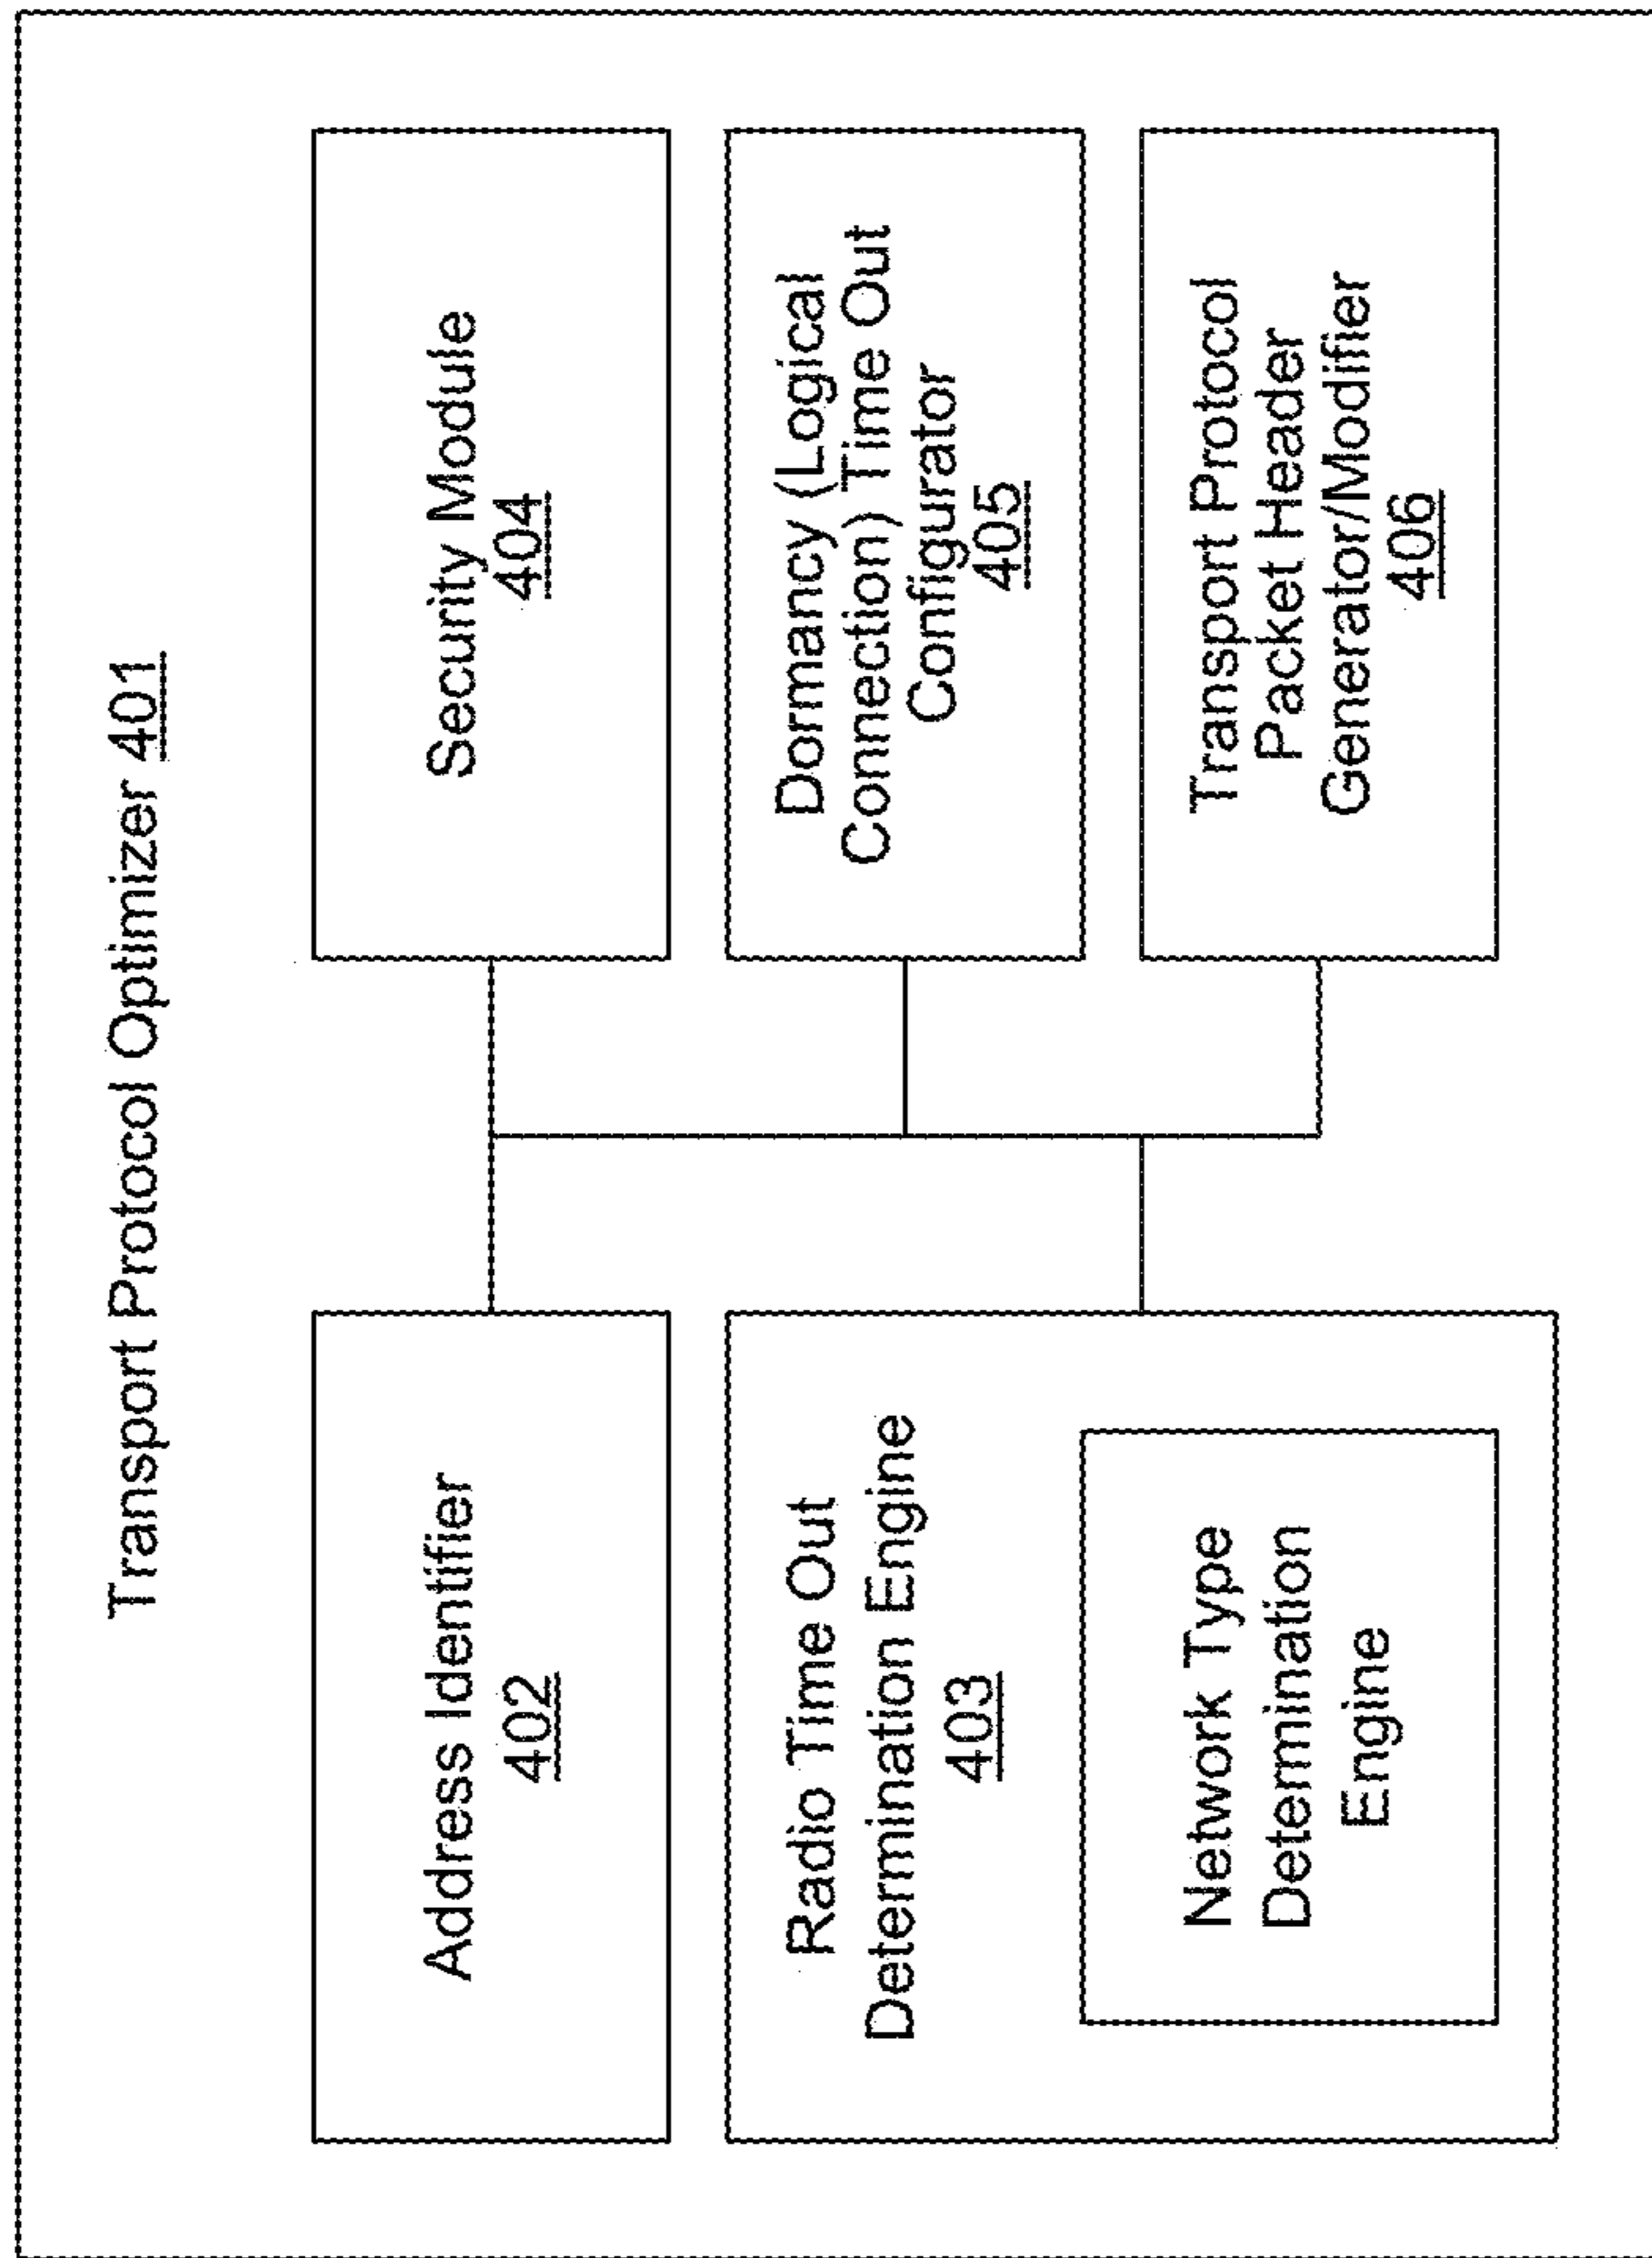 Transport Protocol Optimizer 401
Address Identifier
402
Radio Time Out
Determination Engine
403
Network Type
Determination
Engine
Security Module
404
Dormancy (Logical
Connection) Time Out
Configurator
405
Transport Protocol
Packet Header
Generator/Modifier
406